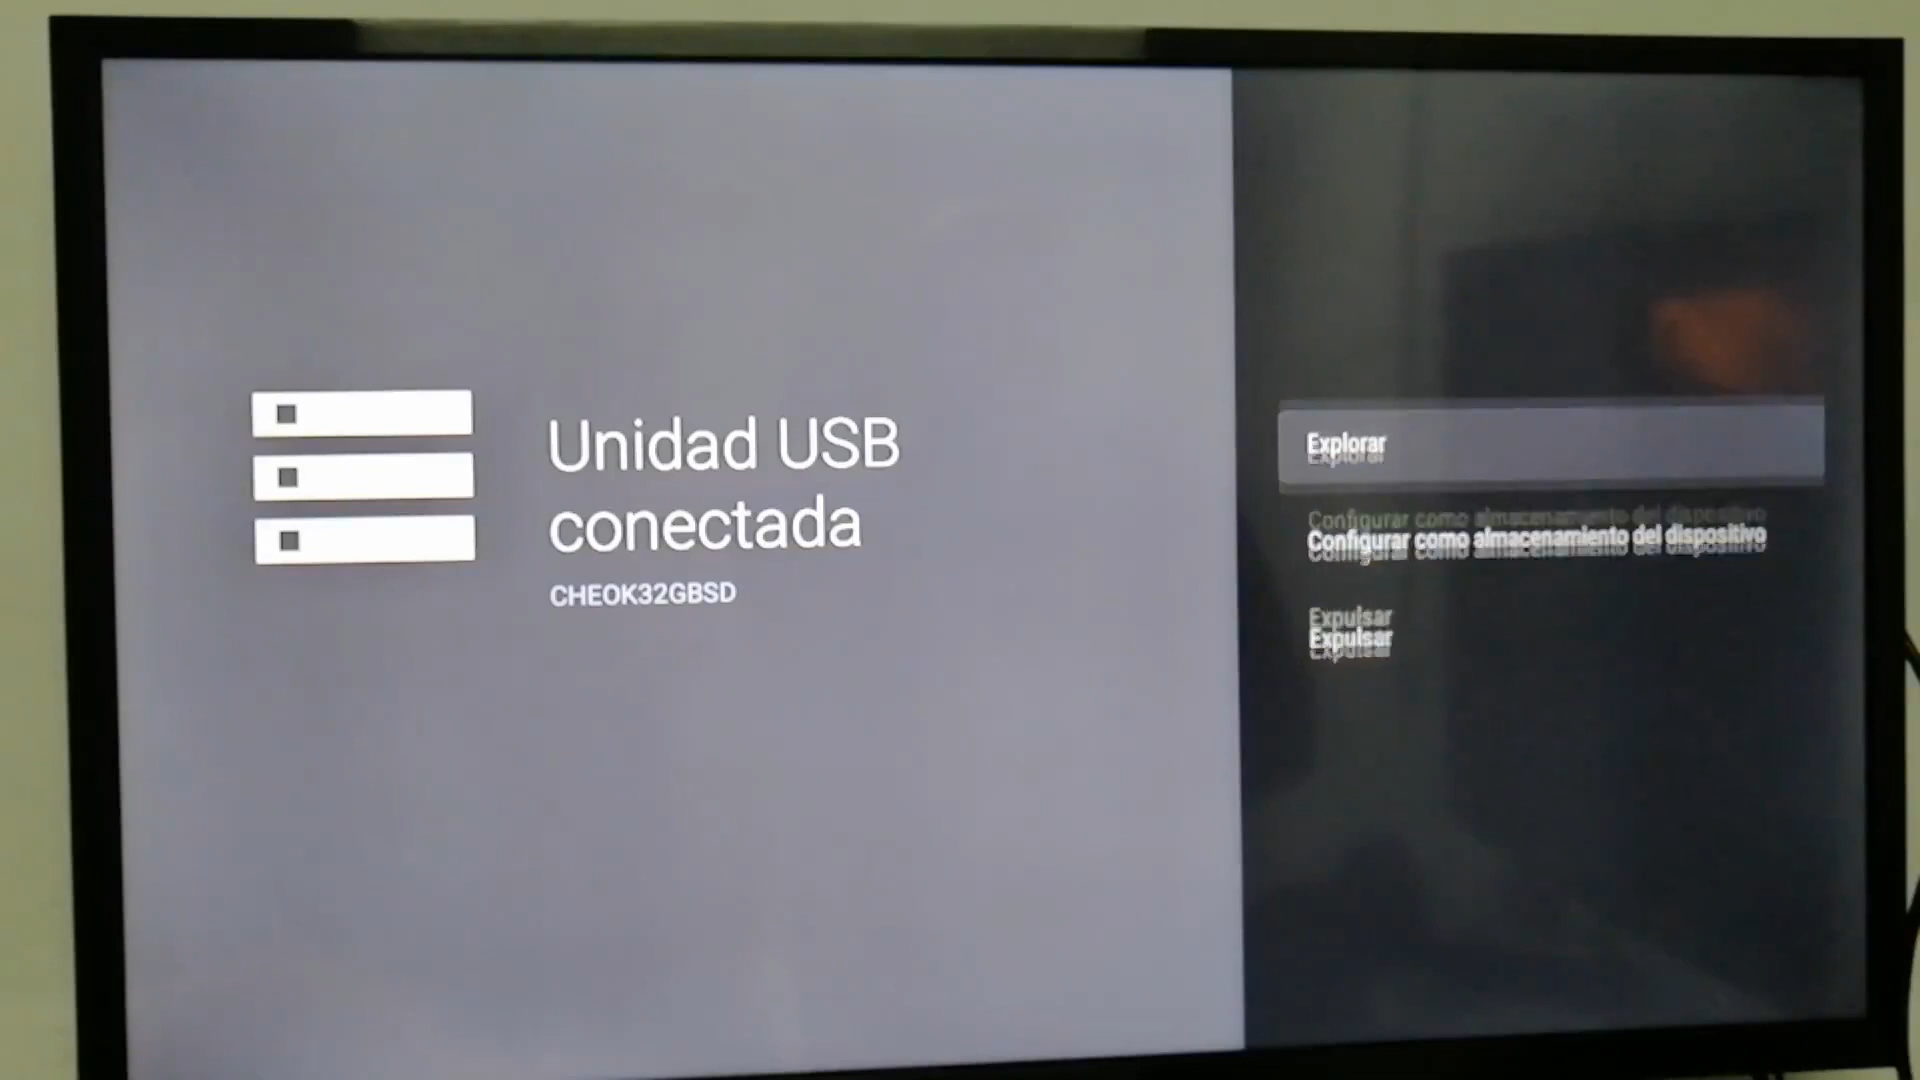 Unidad USB
conectada
CHEOK32GBSD
Explorar
Configurar como almacenamiento del dispositivo
Expulsar